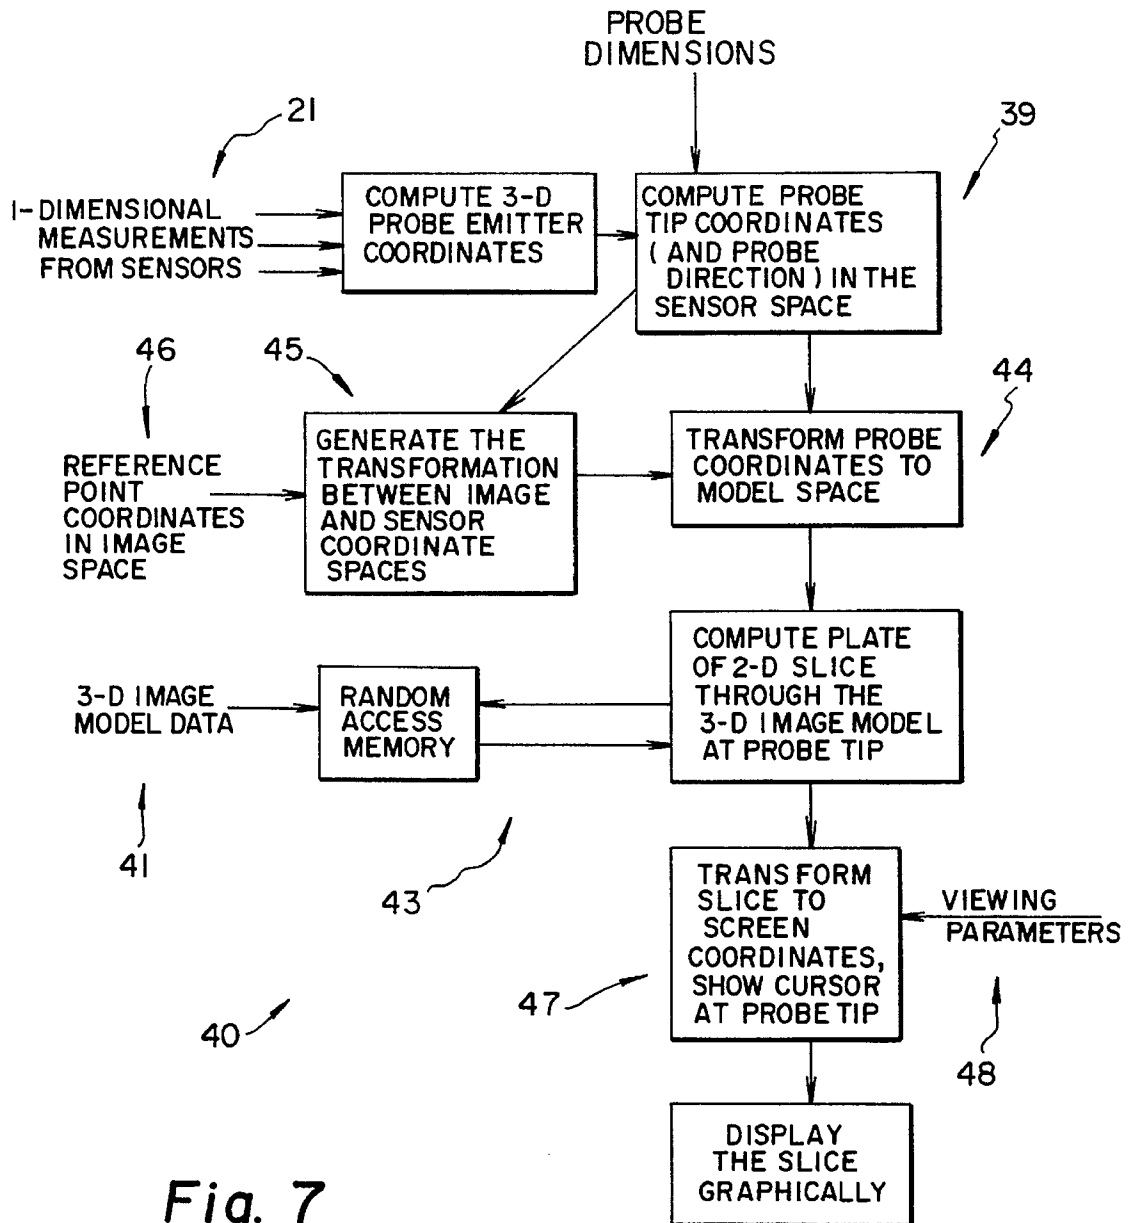 PROBE
DIMENSIONS
21
39
1-DIMENSIONAL
MEASUREMENTS
FROM SENSORS
COMPUTE 3-D
PROBE EMITTER
COORDINATES
COMPUTE PROBE
TIP COORDINATES
( AND PROBE
DIRECTION ) IN THE
SENSOR SPACE
46
45
44
REFERENCE
POINT
COORDINATES
IN IMAGE
SPACE
GENERATE THE
TRANSFORMATION
BETWEEN IMAGE
AND SENSOR
COORDINATE
SPACES
TRANSFORM PROBE
COORDINATES TO
MODEL SPACE
3-D IMAGE
MODEL DATA
RANDOM
ACCESS
MEMORY
COMPUTE PLATE
OF 2-D SLICE
THROUGH THE
3-D IMAGE MODEL
AT PROBE TIP
41
43
TRANSFORM
SLICE TO
SCREEN
COORDINATES,
SHOW CURSOR
AT PROBE TIP
VIEWING
PARAMETERS
47
40
48
DISPLAY
THE SLICE
GRAPHICALLY
Fig. 7